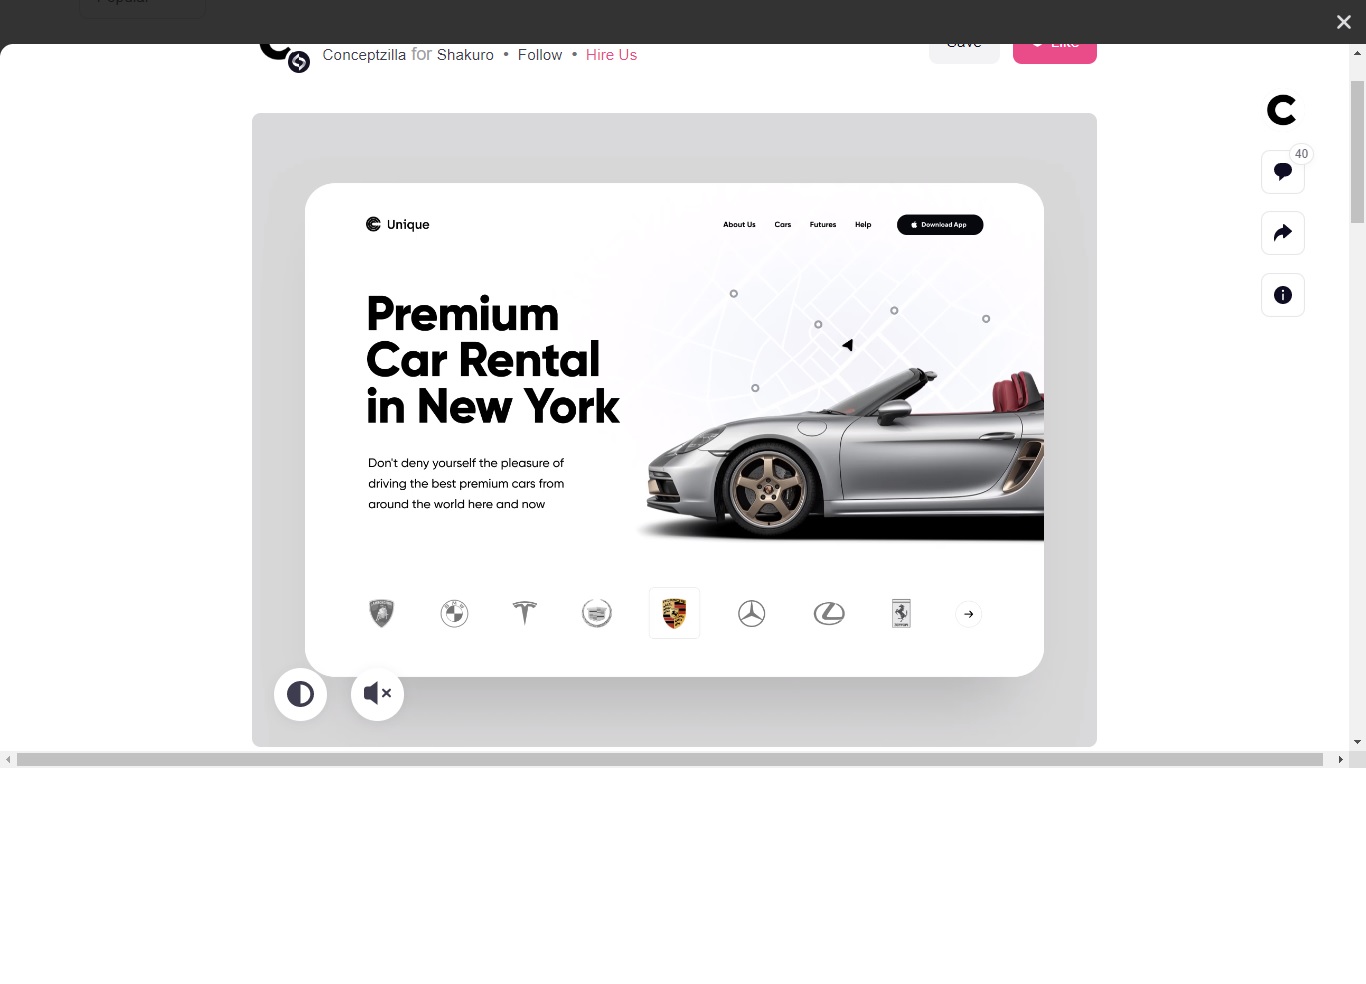 Conceptzilla for Shakuro • Follow • Hire Us
Save
Like
40
Unique
About Us
Cars
Futures
Help
Download App
Premium
Car Rental
in New York
Don't deny yourself the pleasure of
driving the best premium cars from
around the world here and now